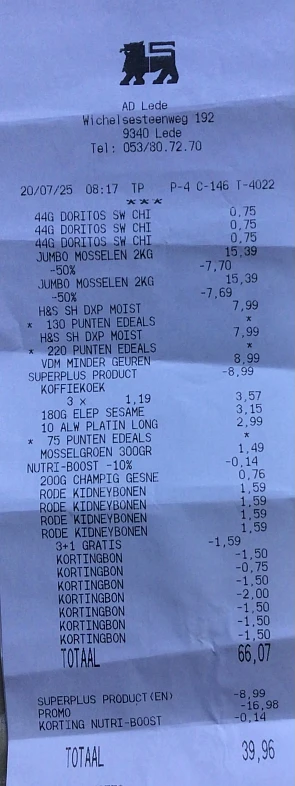 AD Lede
Wichelsesteenweg 192
9340 Lede
Tel: 053/80.72.70
20/07/25 08:17 TP P-4 C-146 T-4022
***
44G DORITOS SW CHI 0,75
44G DORITOS SW CHI 0,75
44G DORITOS SW CHI 0,75
JUMBO MOSSELEN 2KG 15,39
-50% -7,70
JUMBO MOSSELEN 2KG 15,39
-50% -7,69
H&S SH DXP MOIST 7,99
* 130 PUNTEN EDEALS *
H&S SH DXP MOIST 7,99
* 220 PUNTEN EDEALS *
VDM MINDER GEUREN 8,99
SUPERPLUS PRODUCT -8,99
KOFFIEKOEK
3 x 1,19 3,57
180G ELEP SESAME 3,15
10 ALW PLATIN LONG 2,99
* 75 PUNTEN EDEALS *
MOSSELGROEN 300GR 1,49
NUTRI-BOOST -10% -0,14
200G CHAMPIG GESNE 0,76
RODE KIDNEYBONEN 1,59
RODE KIDNEYBONEN 1,59
RODE KIDNEYBONEN 1,59
RODE KIDNEYBONEN 1,59
3+1 GRATIS -1,59
KORTINGBON -1,50
KORTINGBON -0,75
KORTINGBON -1,50
KORTINGBON -2,00
KORTINGBON -1,50
KORTINGBON -1,50
KORTINGBON -1,50
TOTAAL 66,07
SUPERPLUS PRODUCT(EN) -8,99
PROMO -16,98
KORTING NUTRI-BOOST -0,14
TOTAAL 39,96